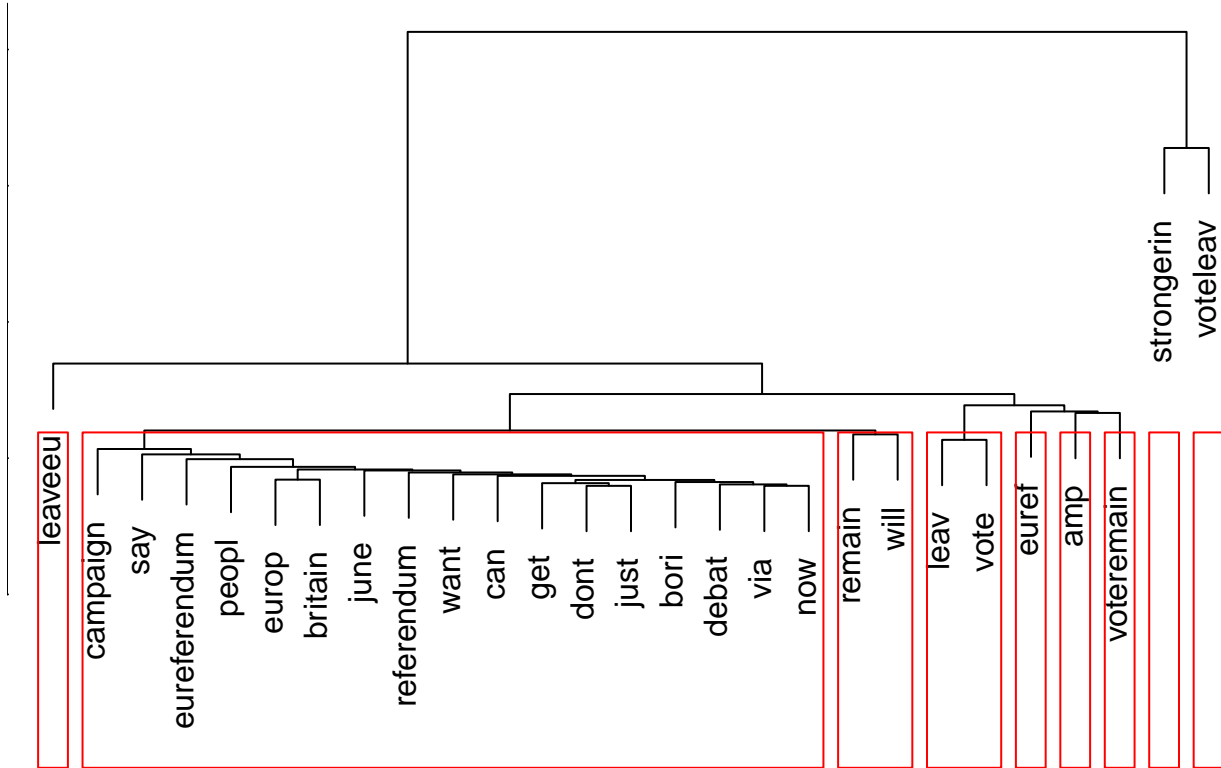 leaveeu
campaign
say
eureferendum
peopl
europ
britain
june
referendum
want
can
get
dont
just
bori
debat
via
now
remain
will
leav
vote
euref
amp
voteremain
strongerin
voteleav